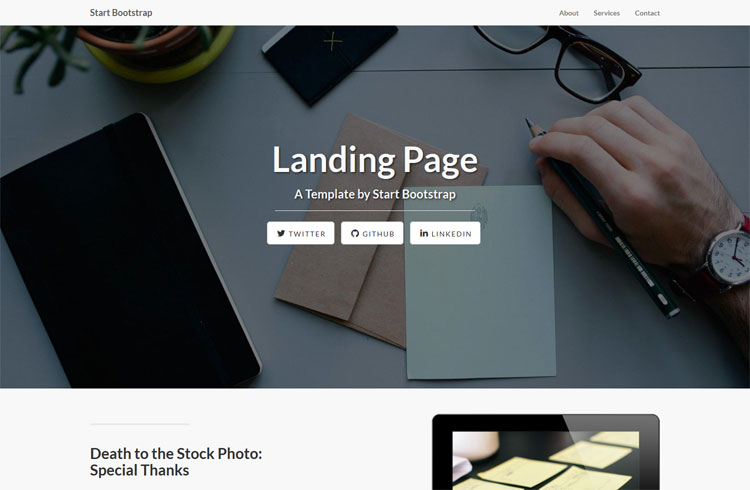 Start Bootstrap
About Services Contact
Landing Page
A Template by Start Bootstrap
TWITTER GITHUB LINKEDIN
Death to the Stock Photo:
Special Thanks